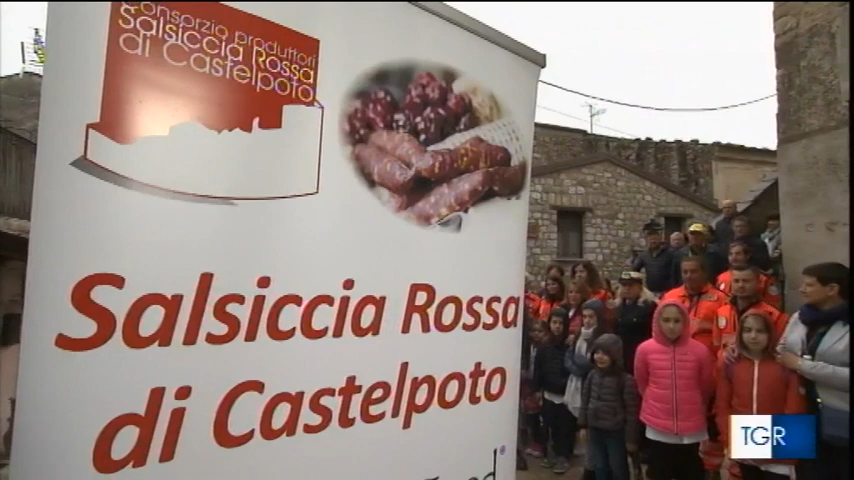 Consorzio produttori
Salsiccia Rossa
di Castelpoto
Salsiccia Rossa
di Castelpoto
TGR